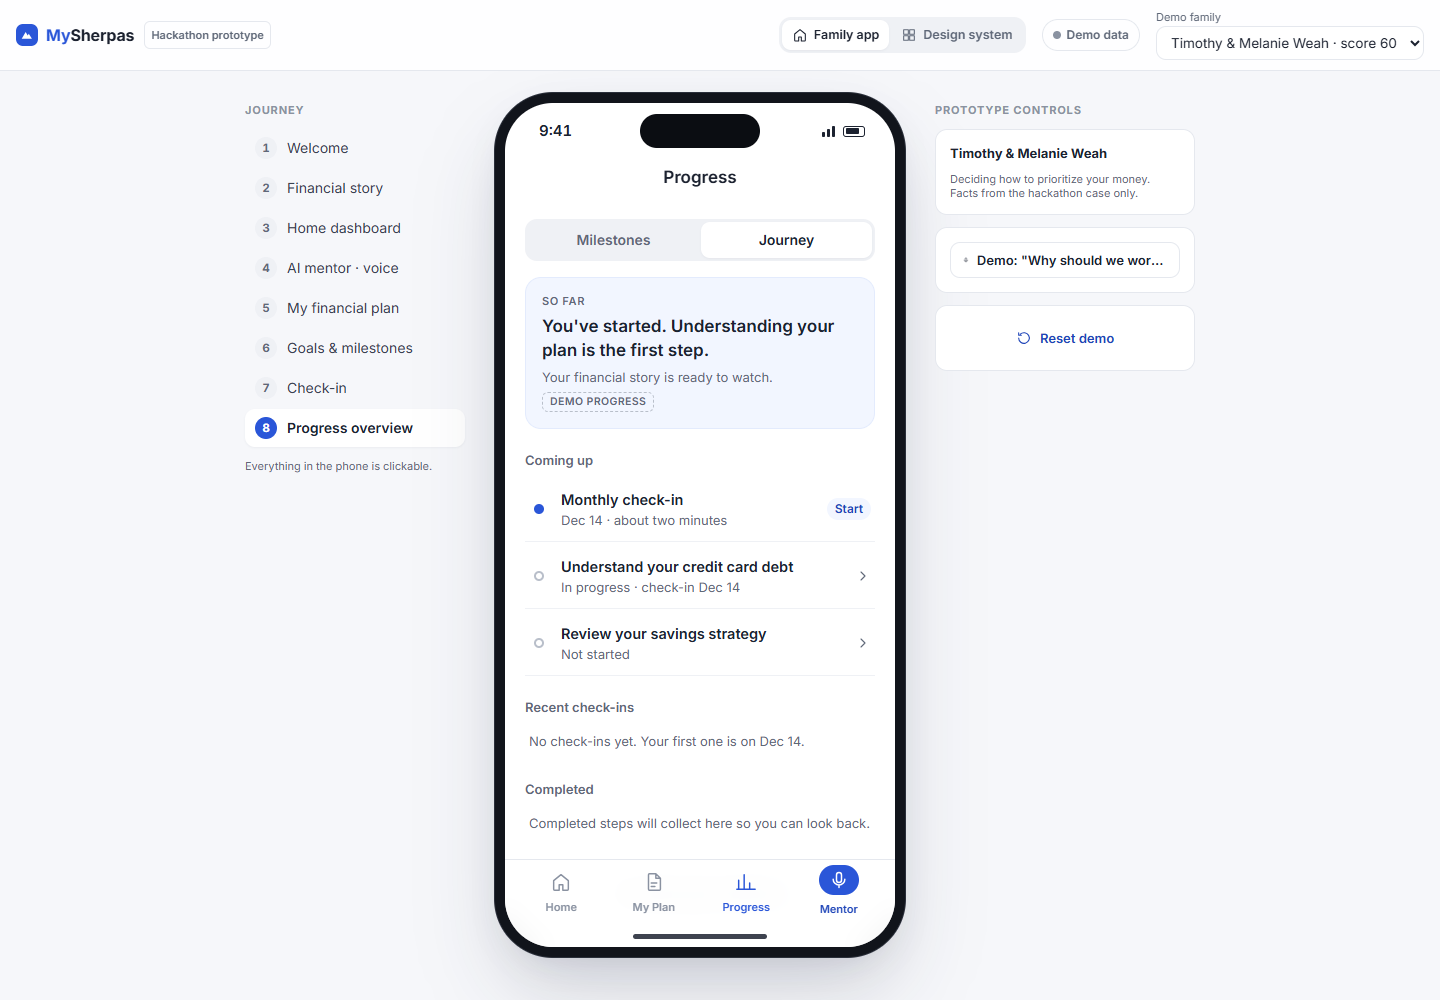 MySherpas
Hackathon prototype
Family app
Design system
Demo data
Demo family
Timothy & Melanie Weah · score 60
JOURNEY
1 Welcome
2 Financial story
3 Home dashboard
4 AI mentor · voice
5 My financial plan
6 Goals & milestones
7 Check-in
8 Progress overview
Everything in the phone is clickable.
9:41
Progress
Milestones
Journey
SO FAR
You've started. Understanding your
plan is the first step.
Your financial story is ready to watch.
DEMO PROGRESS
Coming up
Monthly check-in
Dec 14 · about two minutes
Start
Understand your credit card debt
In progress · check-in Dec 14
Review your savings strategy
Not started
Recent check-ins
No check-ins yet. Your first one is on Dec 14.
Completed
Completed steps will collect here so you can look back.
Home
My Plan
Progress
Mentor
PROTOTYPE CONTROLS
Timothy & Melanie Weah
Deciding how to prioritize your money.
Facts from the hackathon case only.
Demo: "Why should we wor...
Reset demo